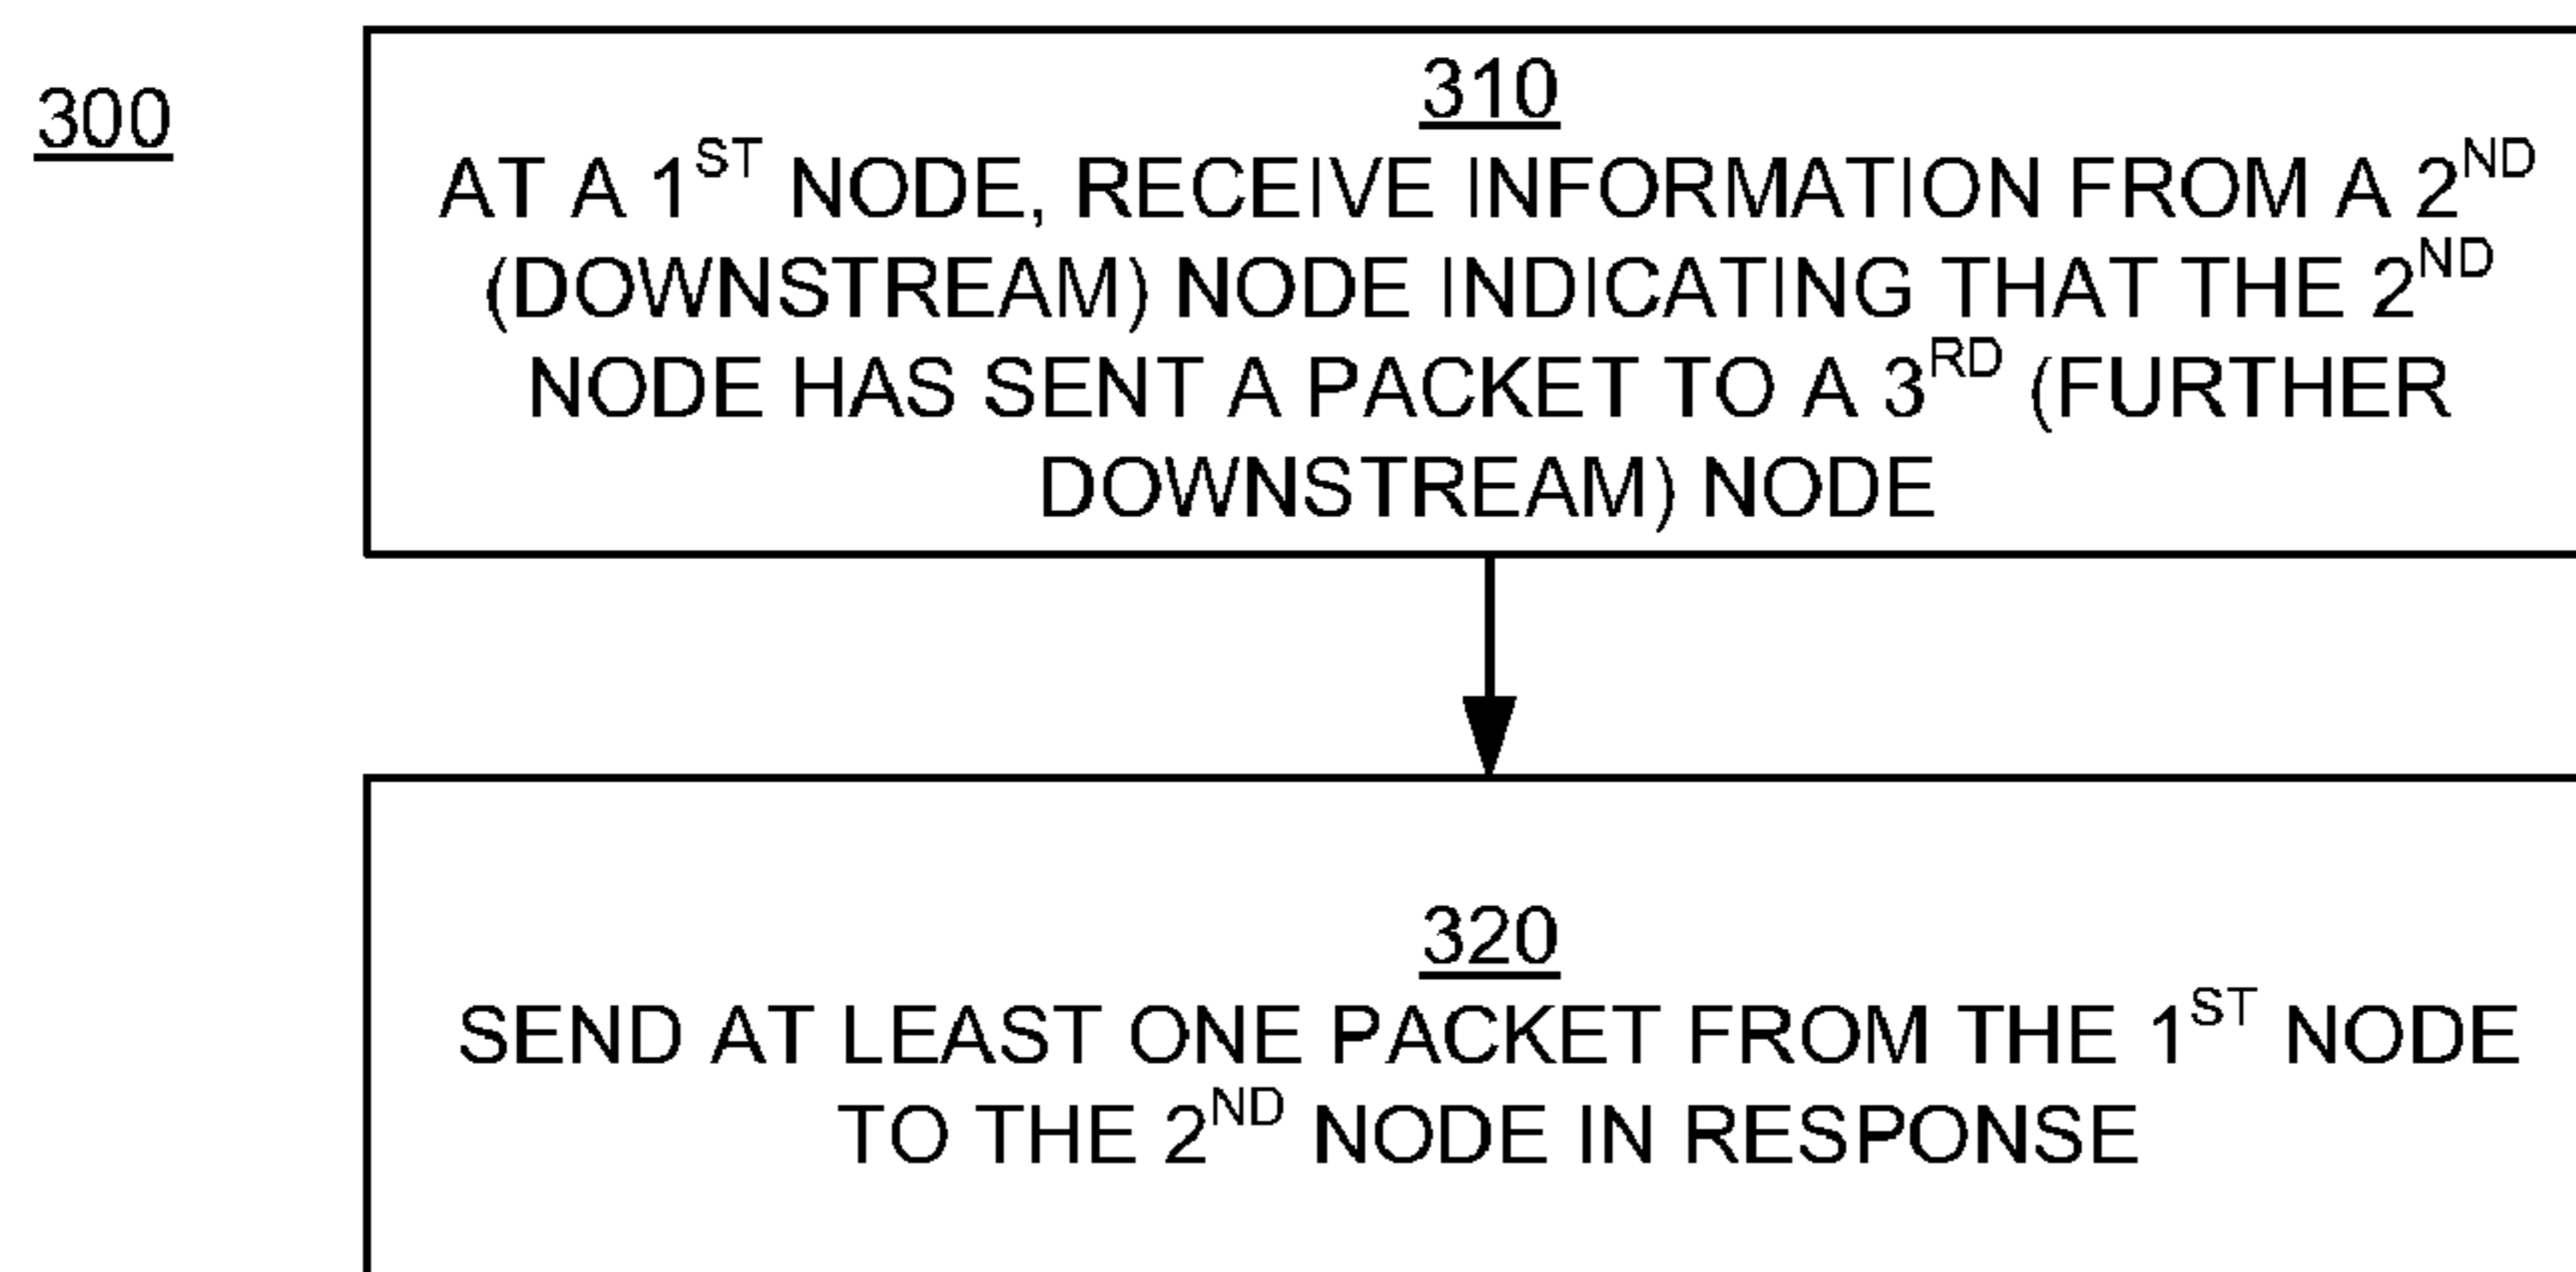 300
310
AT A 1ST NODE, RECEIVE INFORMATION FROM A 2ND
(DOWNSTREAM) NODE INDICATING THAT THE 2ND
NODE HAS SENT A PACKET TO A 3RD (FURTHER
DOWNSTREAM) NODE
320
SEND AT LEAST ONE PACKET FROM THE 1ST NODE
TO THE 2ND NODE IN RESPONSE